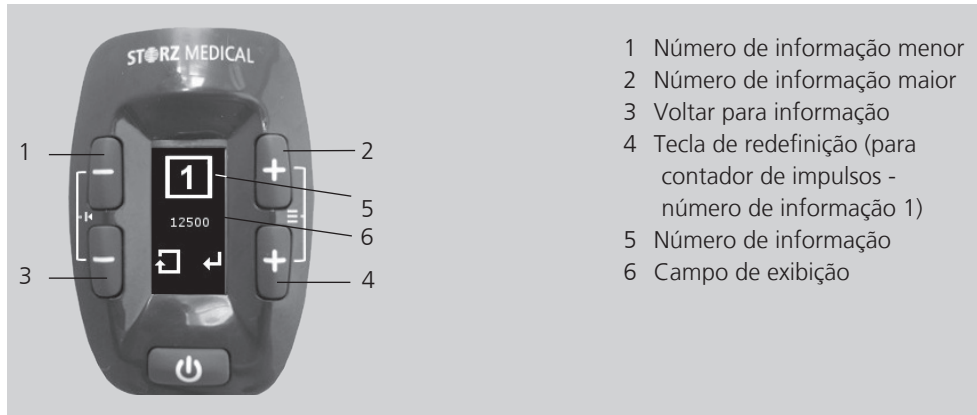 STORZ MEDICAL
1
2
3
4
5
6
1
12500
1 Número de informação menor
2 Número de informação maior
3 Voltar para informação
4 Tecla de redefinição (para
contador de impulsos -
número de informação 1)
5 Número de informação
6 Campo de exibição